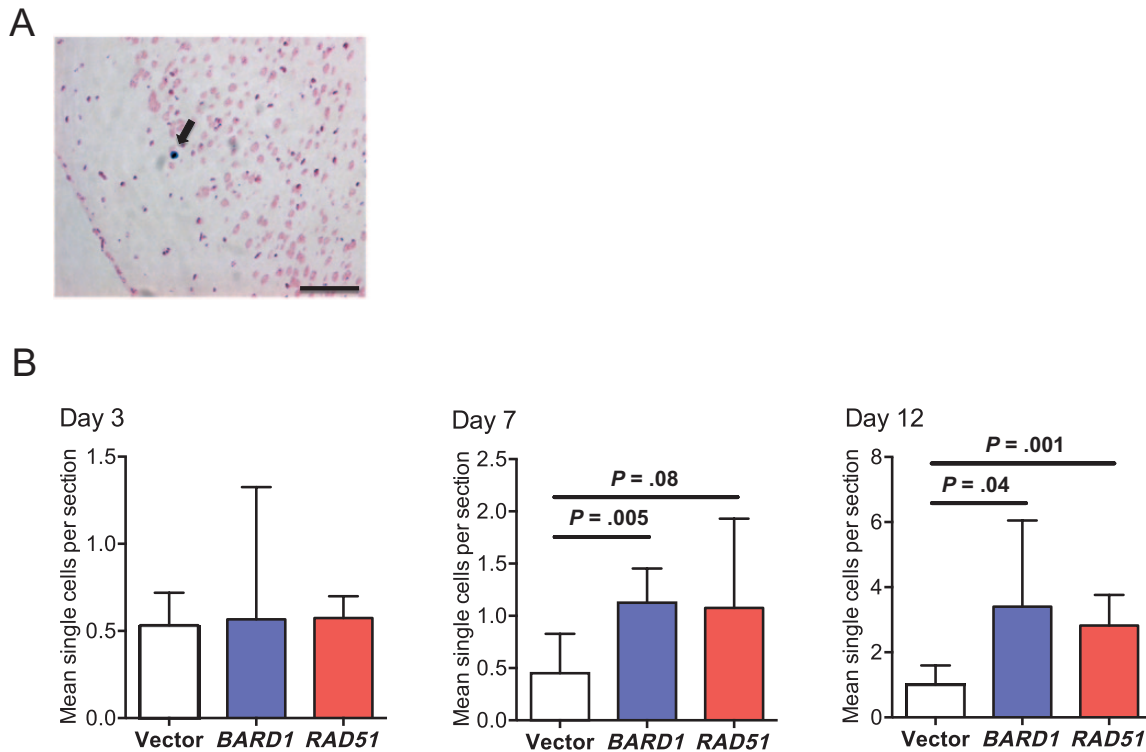 A
B
Day 3
Mean single cells per section
1.5
1.0
0.5
0.0
Vector BARD1 RAD51
Day 7
Mean single cells per section
2.5
2.0
1.5
1.0
0.5
0.0
P = .08
P = .005
Vector BARD1 RAD51
Day 12
Mean single cells per section
8
6
4
2
0
P = .001
P = .04
Vector BARD1 RAD51